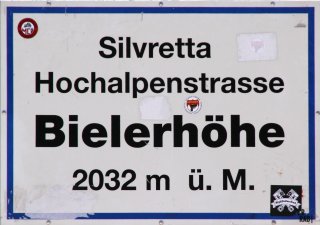 Silvretta
Hochalpenstrasse
Bielerhöhe
2032 m ü. M.